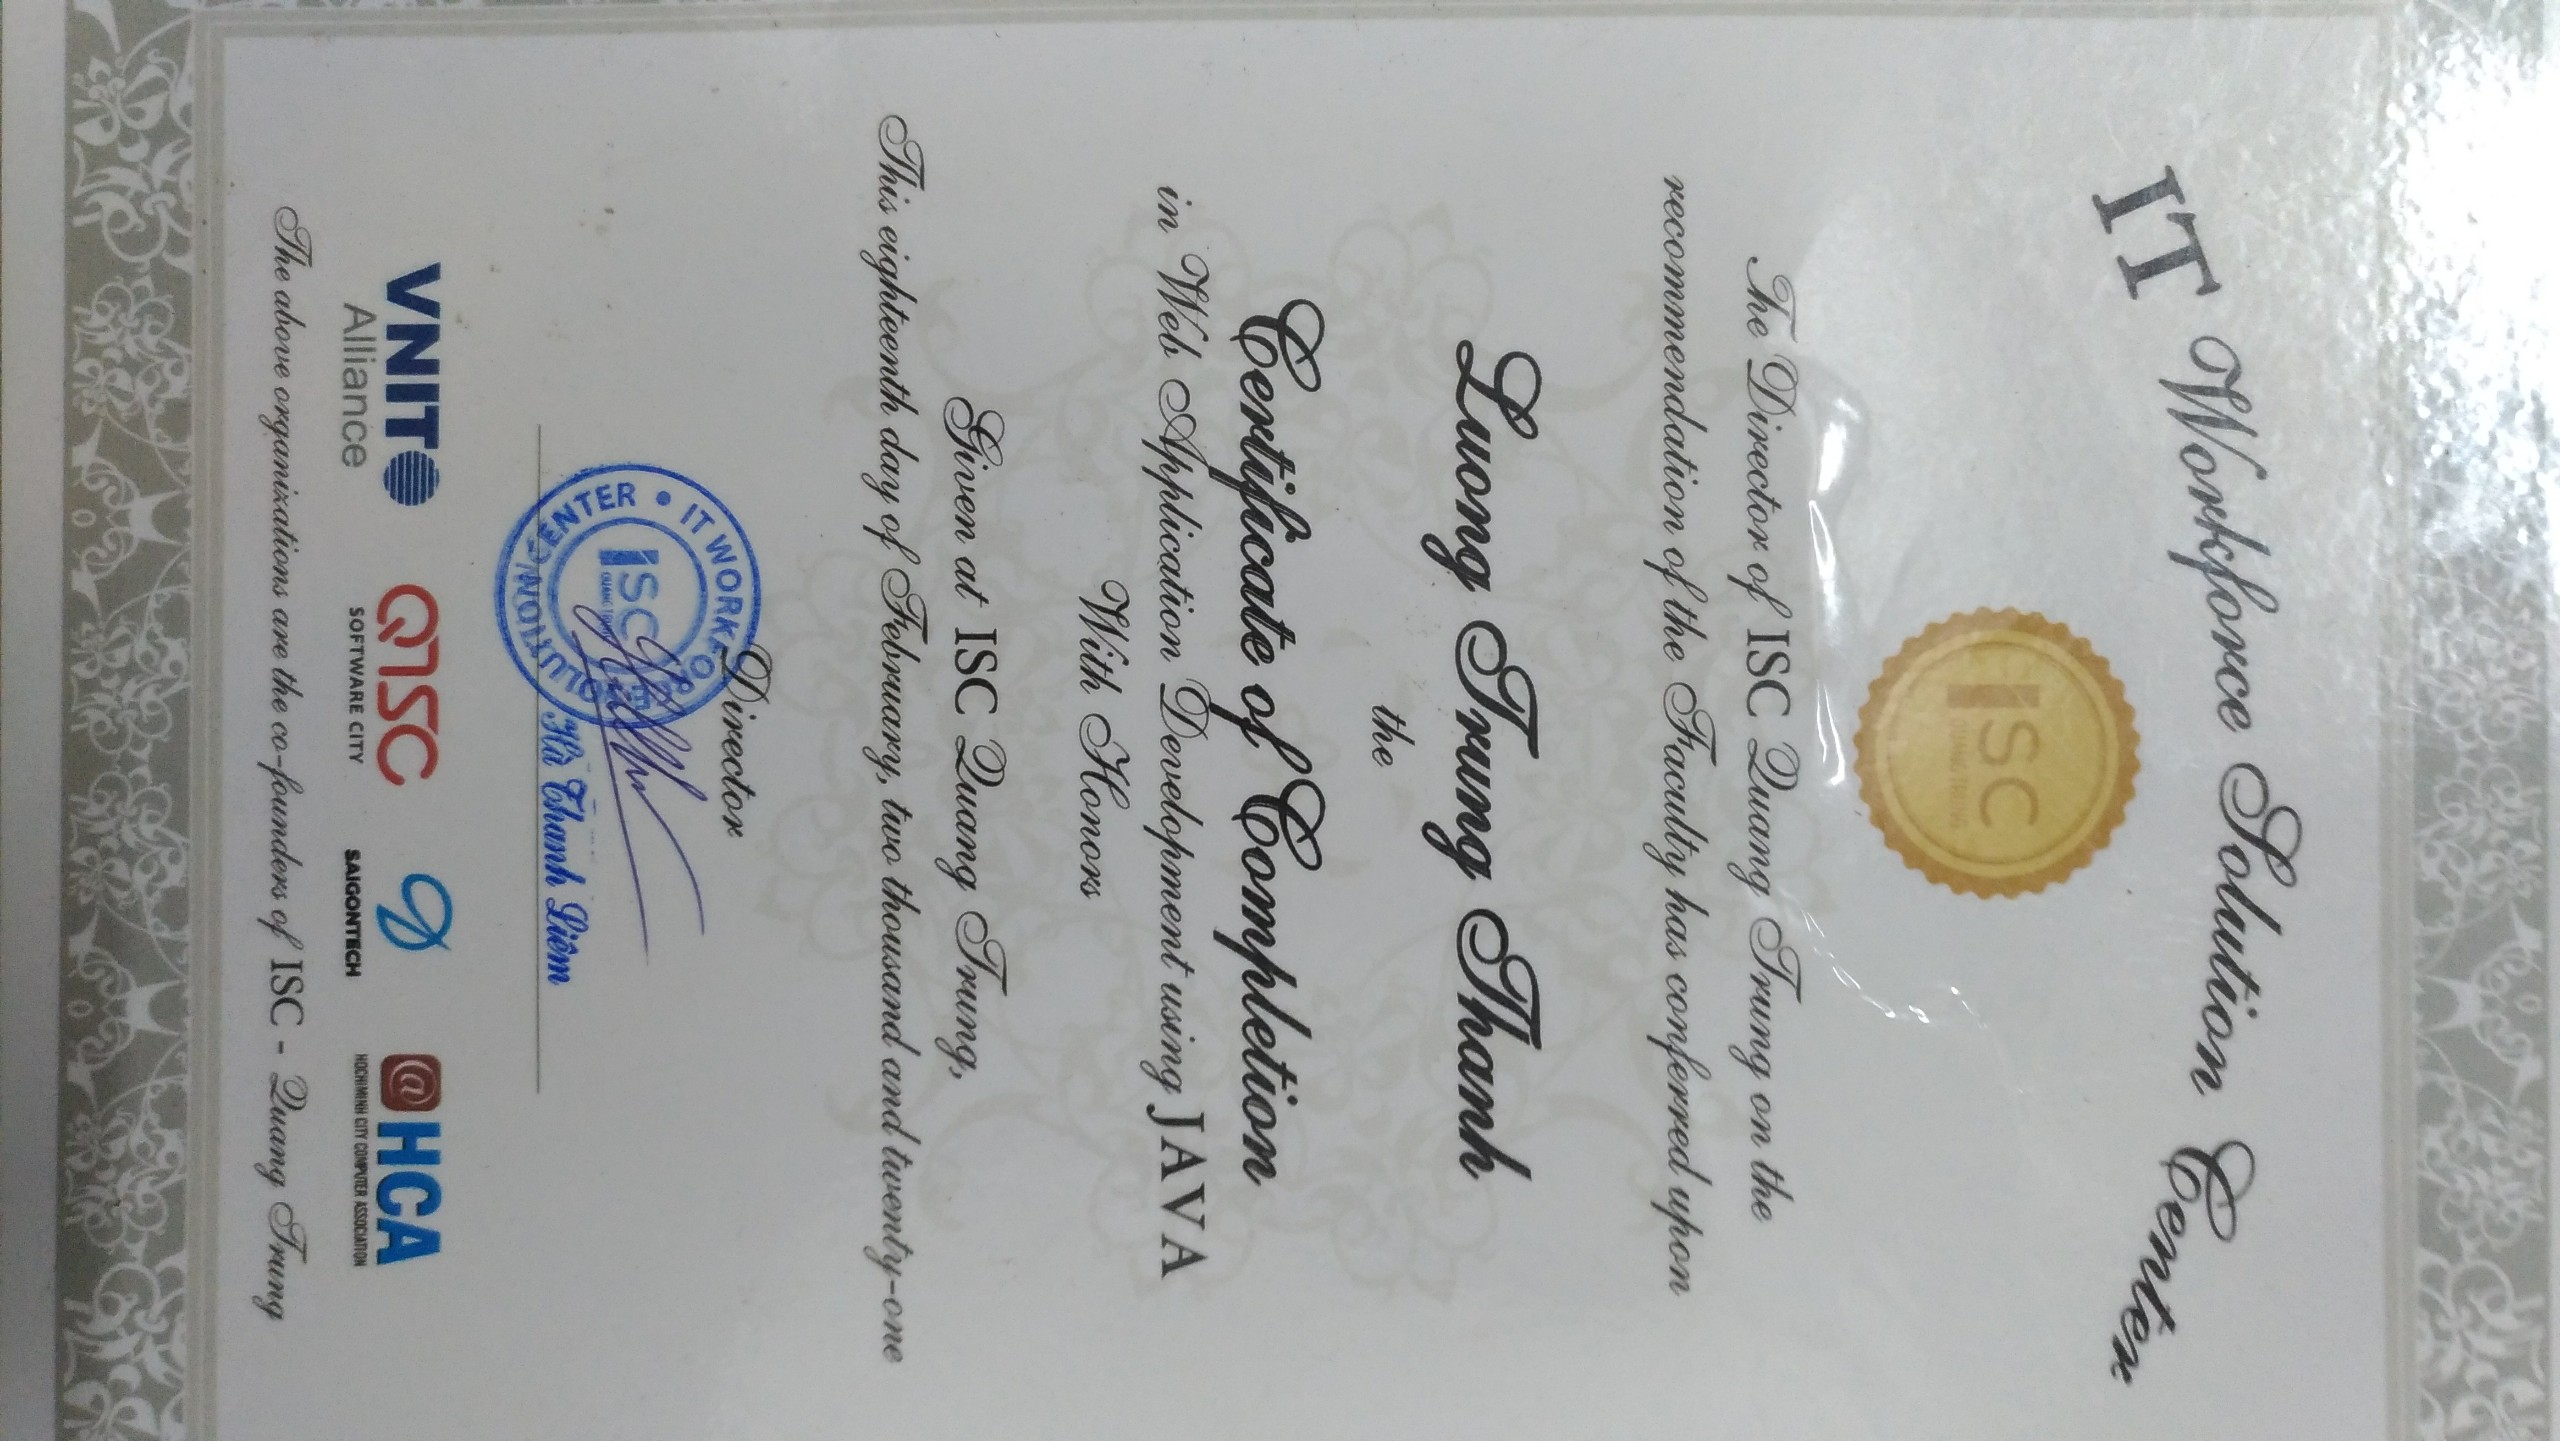 IT Workforce Solution Center
ISC
QUANG TRUNG
The Director of ISC Quang Trung on the
recommendation of the Faculty has conferred upon
Luong Trung Thanh
the
Certificate of Completion
in Web Application Development using JAVA
With Honors
Given at ISC Quang Trung,
This eighteenth day of February, two thousand and twenty-one
Director
IT WORKFORCE SOLUTION CENTER
ISC
QUANG TRUNG
Hà Thanh Liêm
VNITO
Alliance
QTSC
SOFTWARE CITY
SAIGONTECH
@HCA
HOCHIMINH CITY COMPUTER ASSOCIATION
The above organizations are the co-founders of ISC - Quang Trung